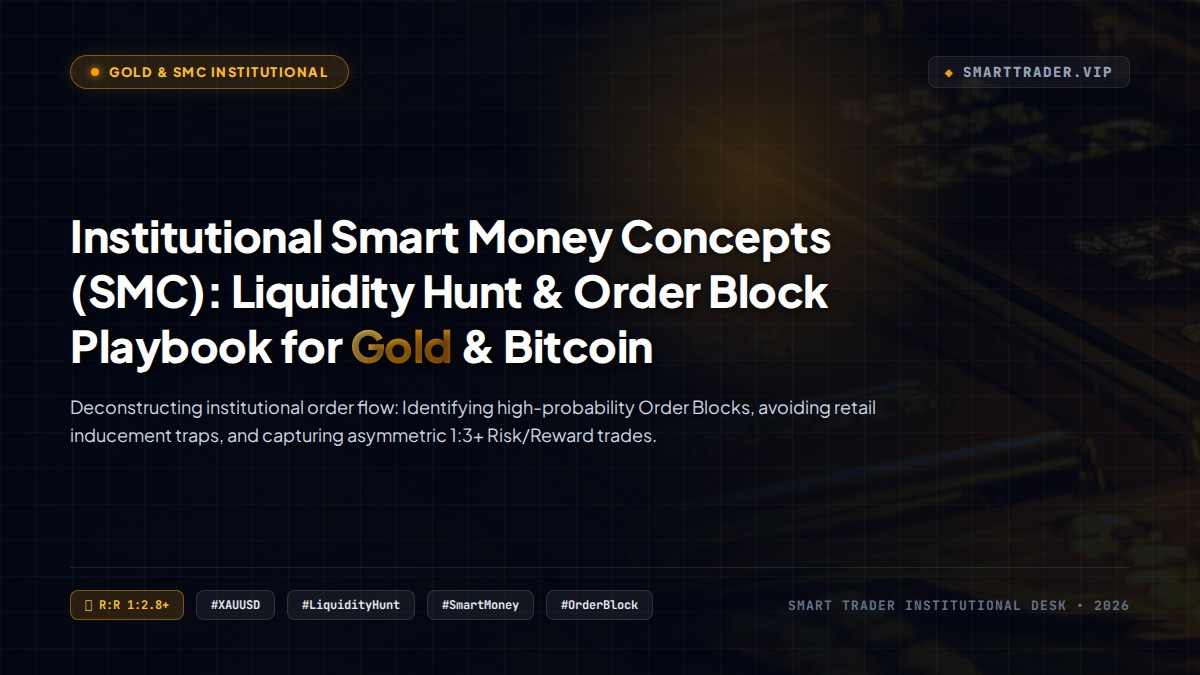 GOLD & SMC INSTITUTIONAL
◆ SMARTTRADER.VIP
Institutional Smart Money Concepts
(SMC): Liquidity Hunt & Order Block
Playbook for Gold & Bitcoin
Deconstructing institutional order flow: Identifying high-probability Order Blocks, avoiding retail
inducement traps, and capturing asymmetric 1:3+ Risk/Reward trades.
R:R 1:2.8+
#XAUUSD
#LiquidityHunt
#SmartMoney
#OrderBlock
SMART TRADER INSTITUTIONAL DESK • 2026